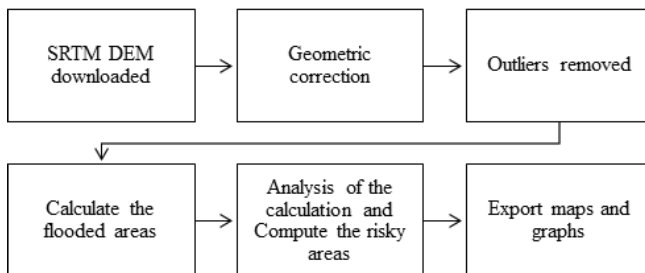 SRTM DEM
downloaded
Geometric
correction
Outliers removed
Calculate the
flooded areas
Analysis of the
calculation and
Compute the risky
areas
Export maps and
graphs